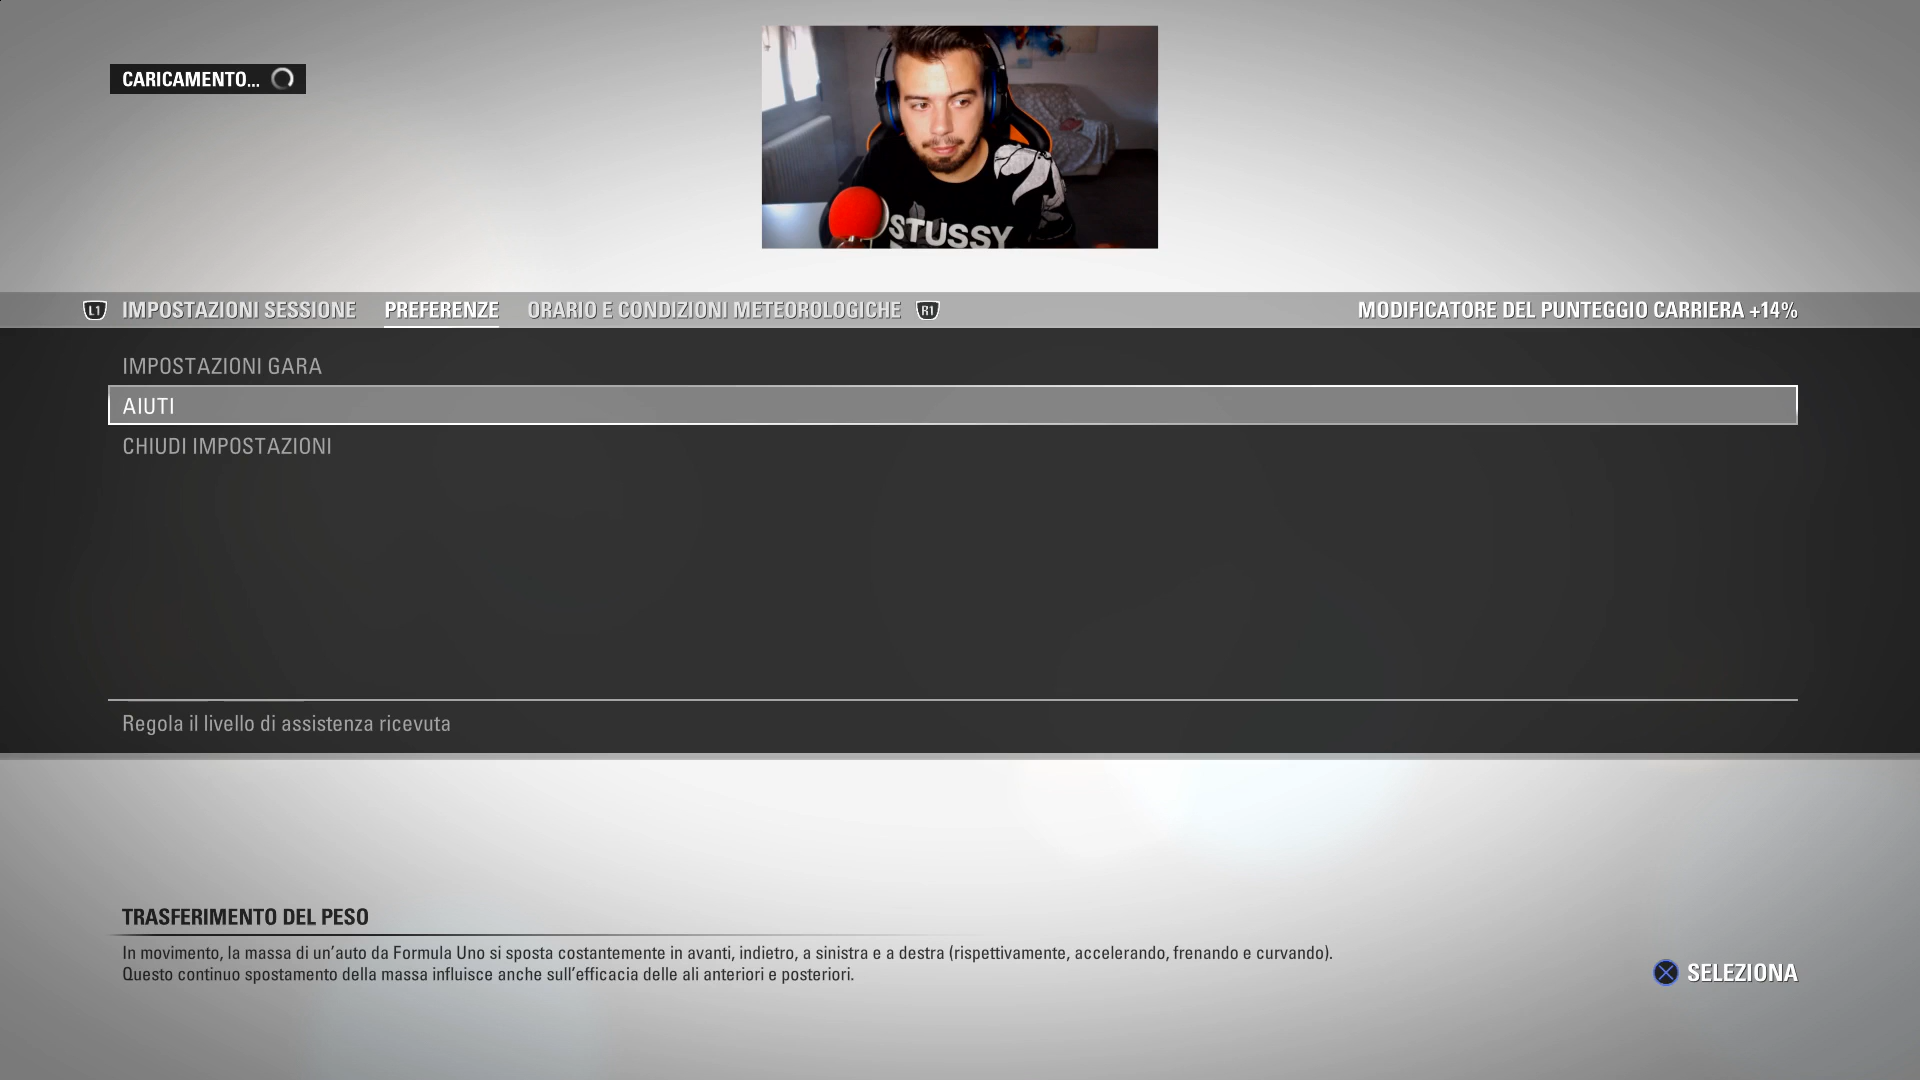 CARICAMENTO...
STUSSY
L1 IMPOSTAZIONI SESSIONE PREFERENZE ORARIO E CONDIZIONI METEOROLOGICHE R1 MODIFICATORE DEL PUNTEGGIO CARRIERA +14%
IMPOSTAZIONI GARA
AIUTI
CHIUDI IMPOSTAZIONI
Regola il livello di assistenza ricevuta
TRASFERIMENTO DEL PESO
In movimento, la massa di un'auto da Formula Uno si sposta costantemente in avanti, indietro, a sinistra e a destra (rispettivamente, accelerando, frenando e curvando).
Questo continuo spostamento della massa influisce anche sull'efficacia delle ali anteriori e posteriori.
SELEZIONA